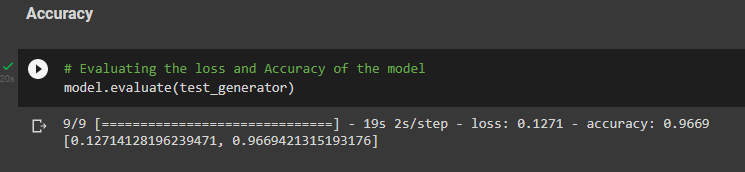 Accuracy
20s
# Evaluating the loss and Accuracy of the model
model.evaluate(test_generator)
9/9 [==============================] - 19s 2s/step - loss: 0.1271 - accuracy: 0.9669
[0.12714128196239471, 0.9669421315193176]